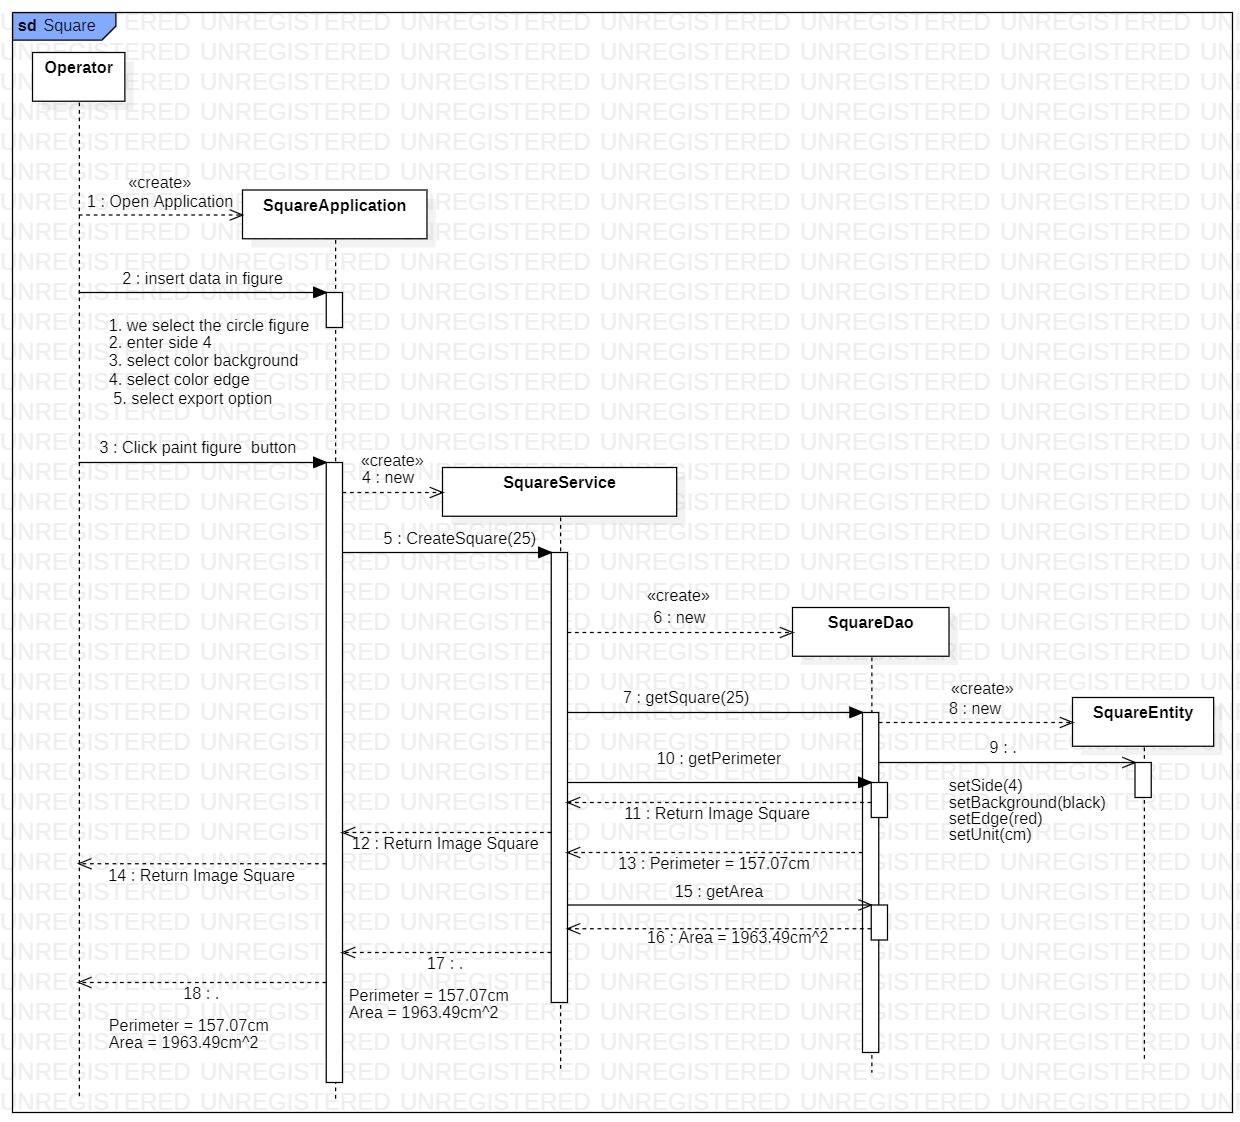 sd Square
Operator
«create»
1 : Open Application
SquareApplication
2 : insert data in figure
1. we select the circle figure
2. enter side 4
3. select color background
4. select color edge
5. select export option
3 : Click paint figure  button
«create»
4 : new
SquareService
5 : CreateSquare(25)
«create»
6 : new
SquareDao
7 : getSquare(25)
«create»
8 : new
SquareEntity
9 : .
setSide(4)
setBackground(black)
setEdge(red)
setUnit(cm)
10 : getPerimeter
11 : Return Image Square
12 : Return Image Square
13 : Perimeter = 157.07cm
14 : Return Image Square
15 : getArea
16 : Area = 1963.49cm^2
17 : .
Perimeter = 157.07cm
Area = 1963.49cm^2
18 : .
Perimeter = 157.07cm
Area = 1963.49cm^2
UNREGISTERED